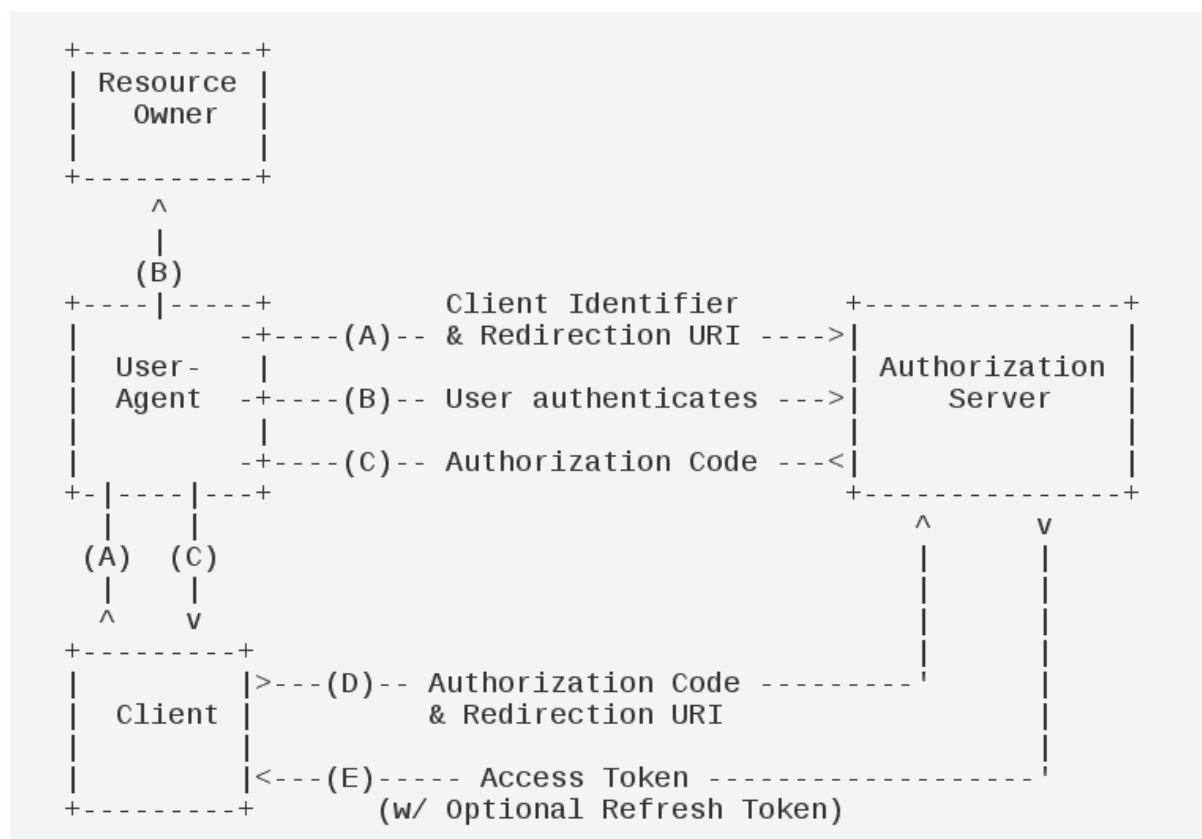 +----------+
| Resource |
|   Owner  |
|          |
+----------+
     ^
     |
    (B)
+----|-----+          Client Identifier      +---------------+
|         -+----(A)-- & Redirection URI ---->|               |
|  User-   |                                 | Authorization |
|  Agent  -+----(B)-- User authenticates --->|     Server    |
|          |                                 |               |
|         -+----(C)-- Authorization Code ---<|               |
+-|----|---+                                 +---------------+
  |    |                                         ^      v
 (A)  (C)                                        |      |
  |    |                                         |      |
  ^    v                                         |      |
+---------+                                      |      |
|         |>---(D)-- Authorization Code ---------'      |
|  Client |          & Redirection URI                  |
|         |                                             |
|         |<---(E)----- Access Token -------------------'
+---------+       (w/ Optional Refresh Token)